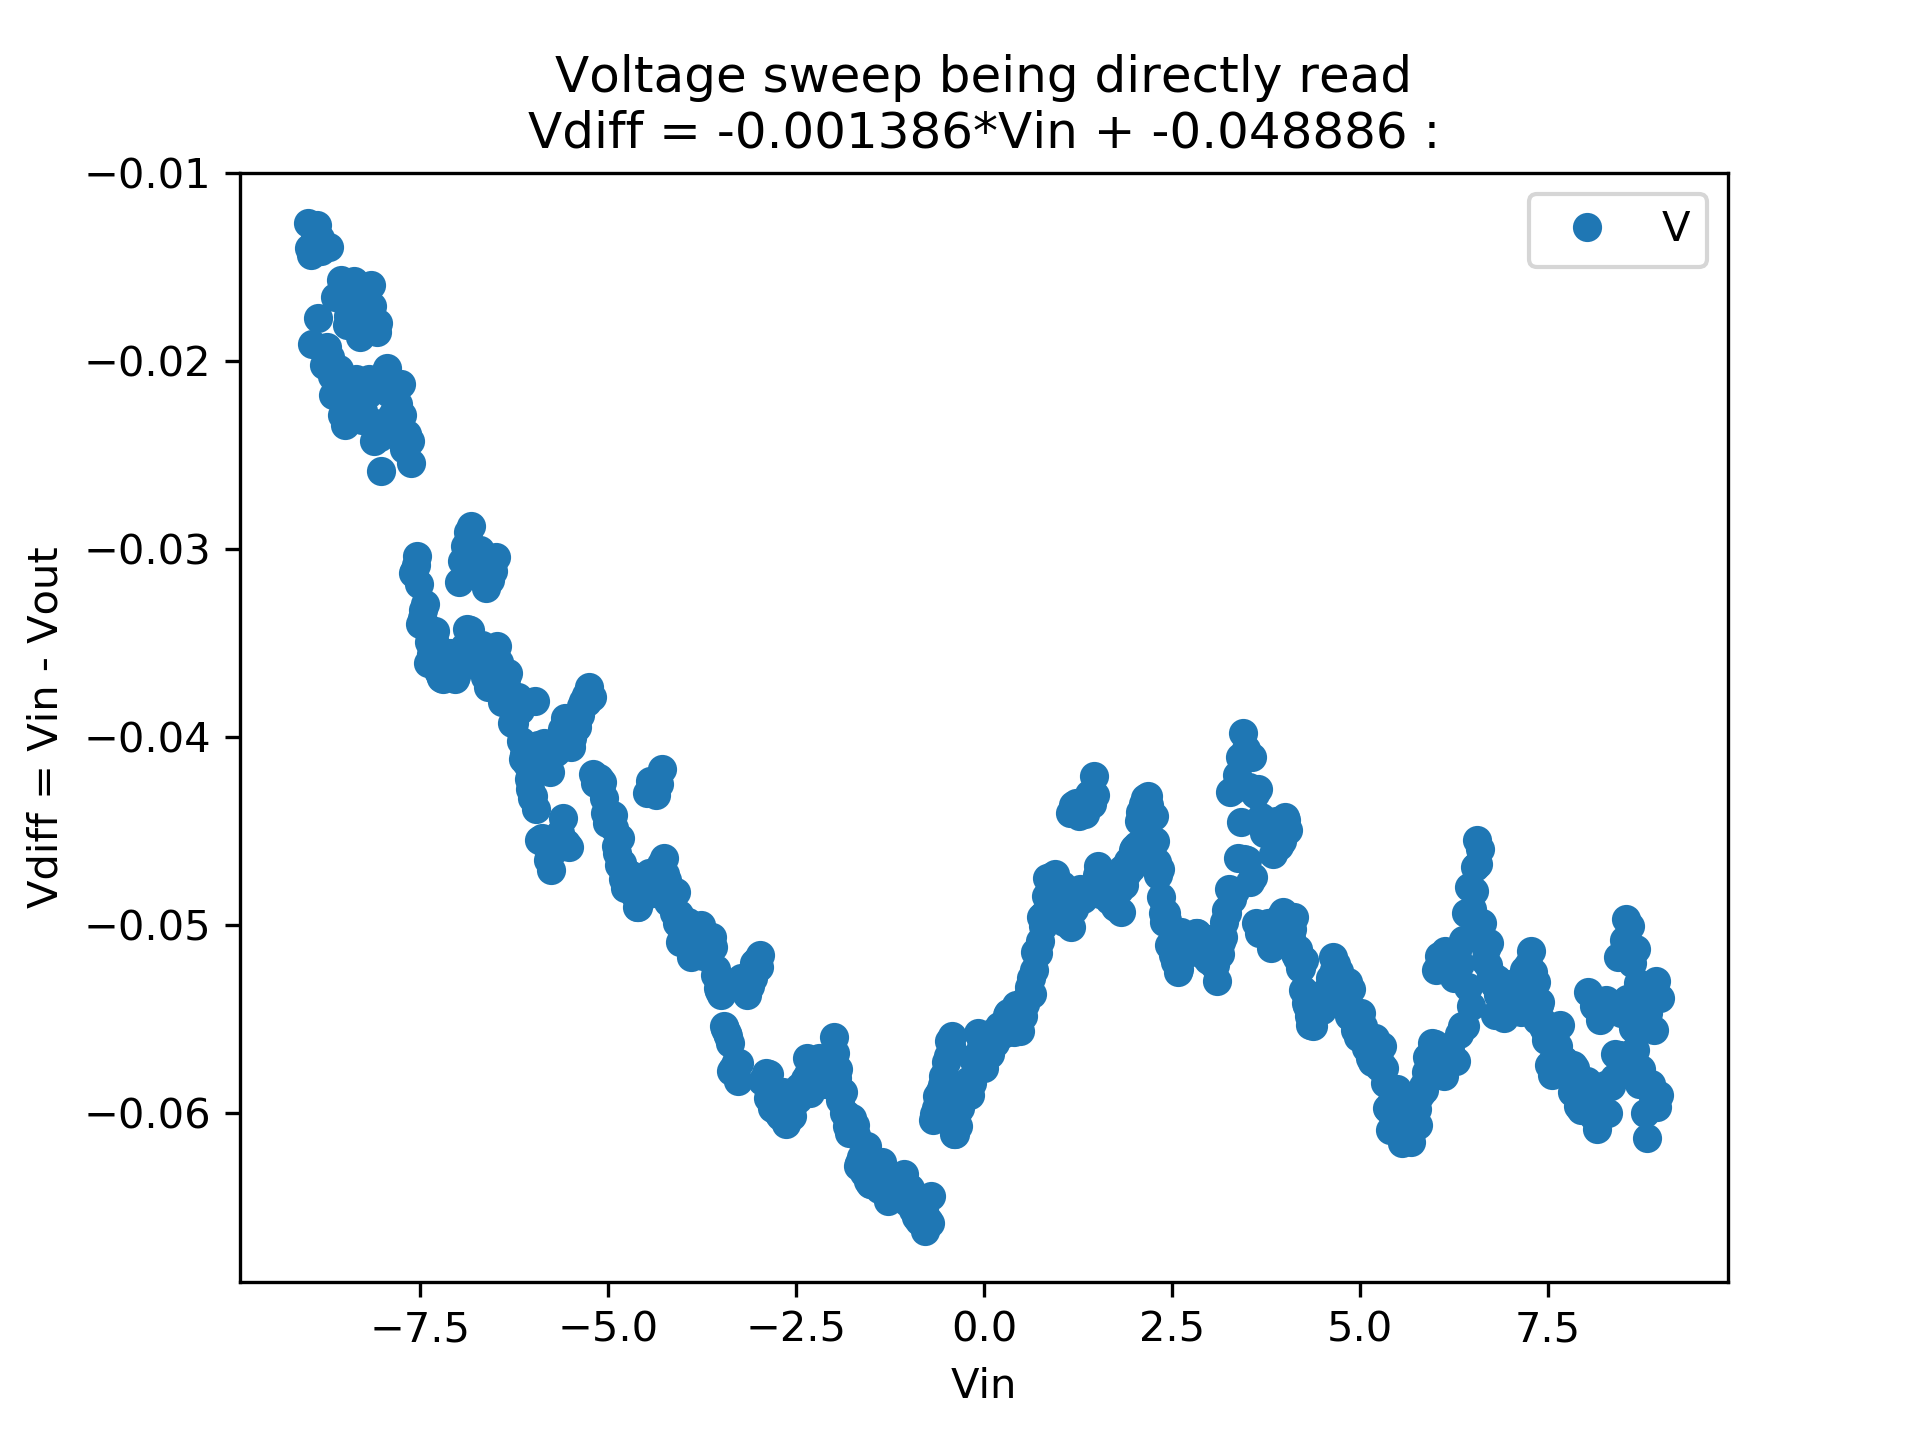 Voltage sweep being directly read
Vdiff = -0.001386*Vin + -0.048886 :
V
−0.01
−0.02
−0.03
−0.04
−0.05
−0.06
Vdiff = Vin - Vout
−7.5
−5.0
−2.5
0.0
2.5
5.0
7.5
Vin